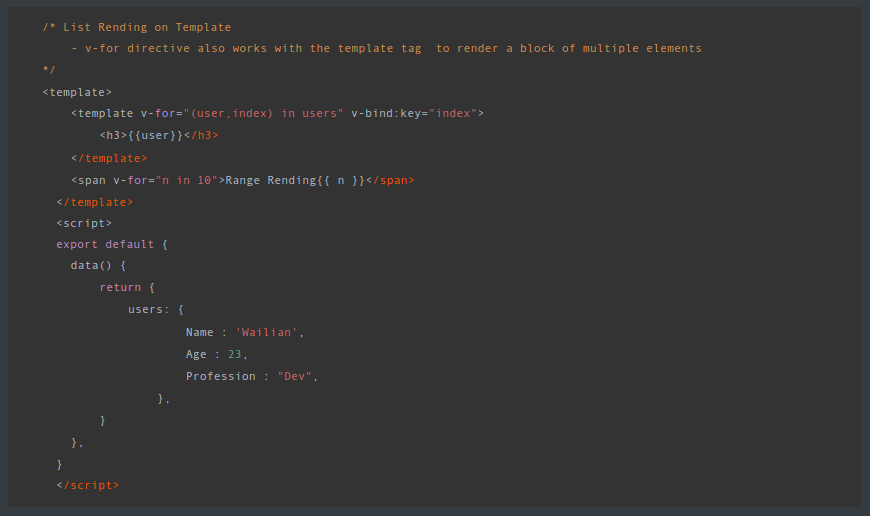 /* List Rending on Template
- v-for directive also works with the template tag  to render a block of multiple elements
*/
<template>
<template v-for="(user,index) in users" v-bind:key="index">
<h3>{{user}}</h3>
</template>
<span v-for="n in 10">Range Rending{{ n }}</span>
</template>
<script>
export default {
data() {
return {
users: {
Name : 'Wailian',
Age : 23,
Profession : "Dev",
},
}
},
}
</script>